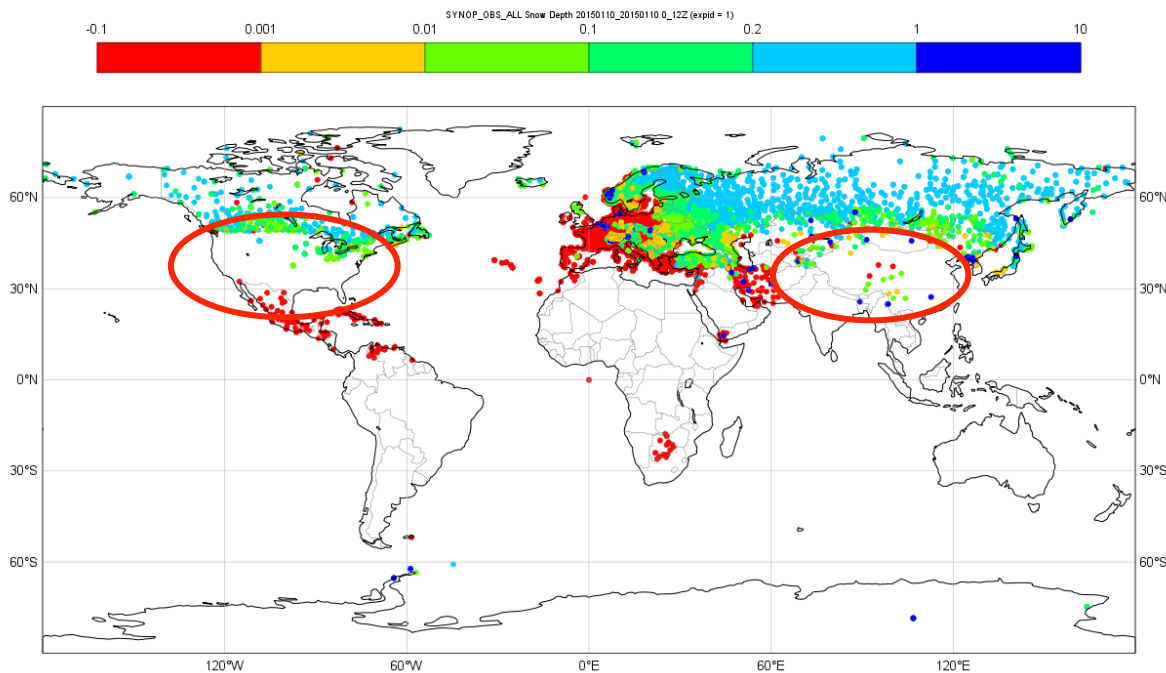 SYNOP_OBS_ALL Snow Depth 20150110_20150110 0_12Z (expid = 1)
-0.1 0.001 0.01 0.1 0.2 1 10
60°N 60°N
30°N 30°N
0°N 0°N
30°S 30°S
60°S 60°S
120°W 60°W 0°E 60°E 120°E